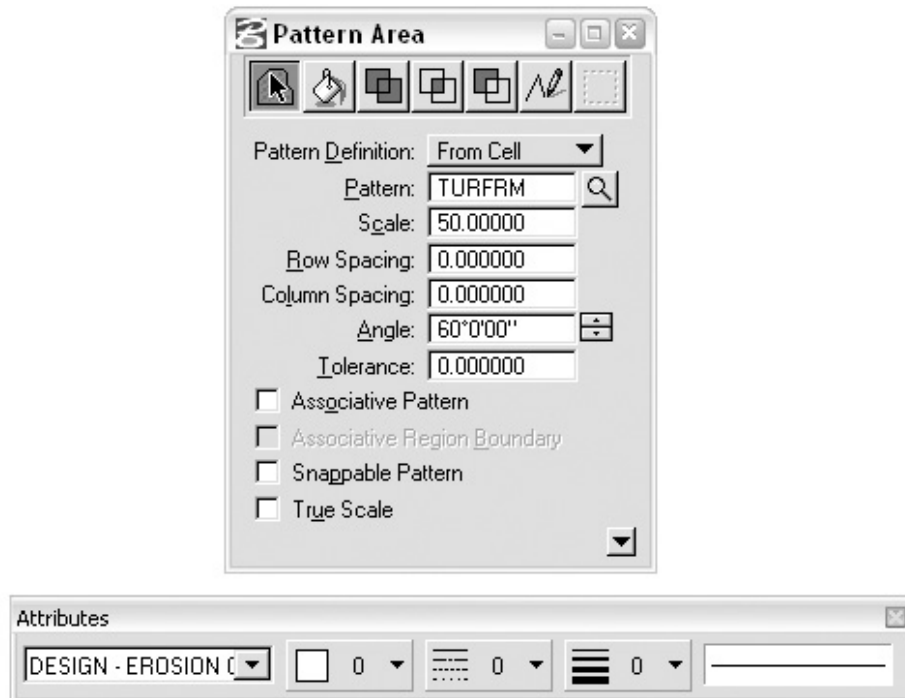 Pattern Area
Pattern Definition: From Cell
Pattern: TURFRM
Scale: 50.00000
Row Spacing: 0.000000
Column Spacing: 0.000000
Angle: 60°0'00"
Tolerance: 0.000000
Associative Pattern
Associative Region Boundary
Snappable Pattern
True Scale
Attributes
DESIGN - EROSION 0 0 0